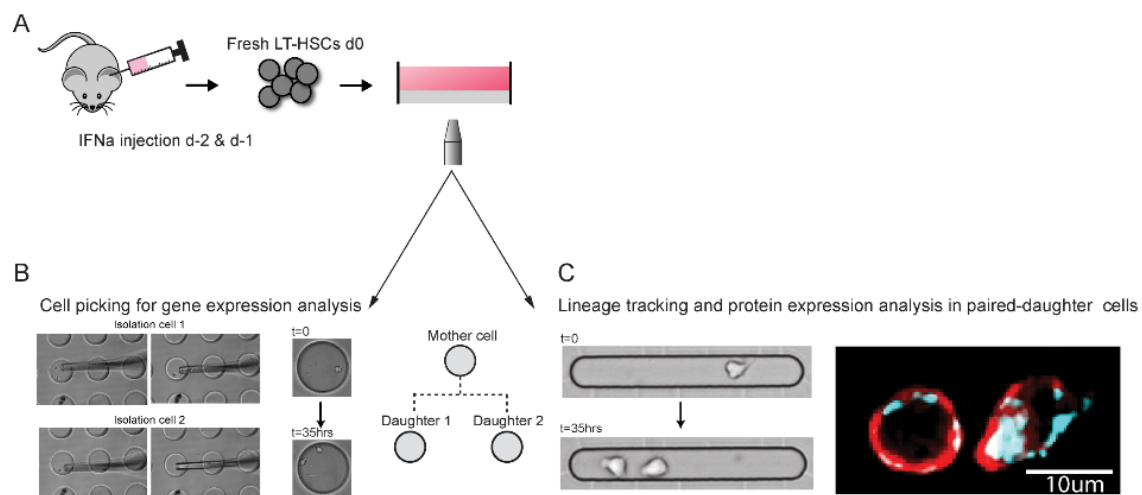 A
Fresh LT-HSCs d0
IFNa injection d-2 & d-1
B
Cell picking for gene expression analysis
Isolation cell 1
t=0
Isolation cell 2
t=35hrs
Mother cell
Daughter 1
Daughter 2
C
Lineage tracking and protein expression analysis in paired-daughter cells
t=0
t=35hrs
10um